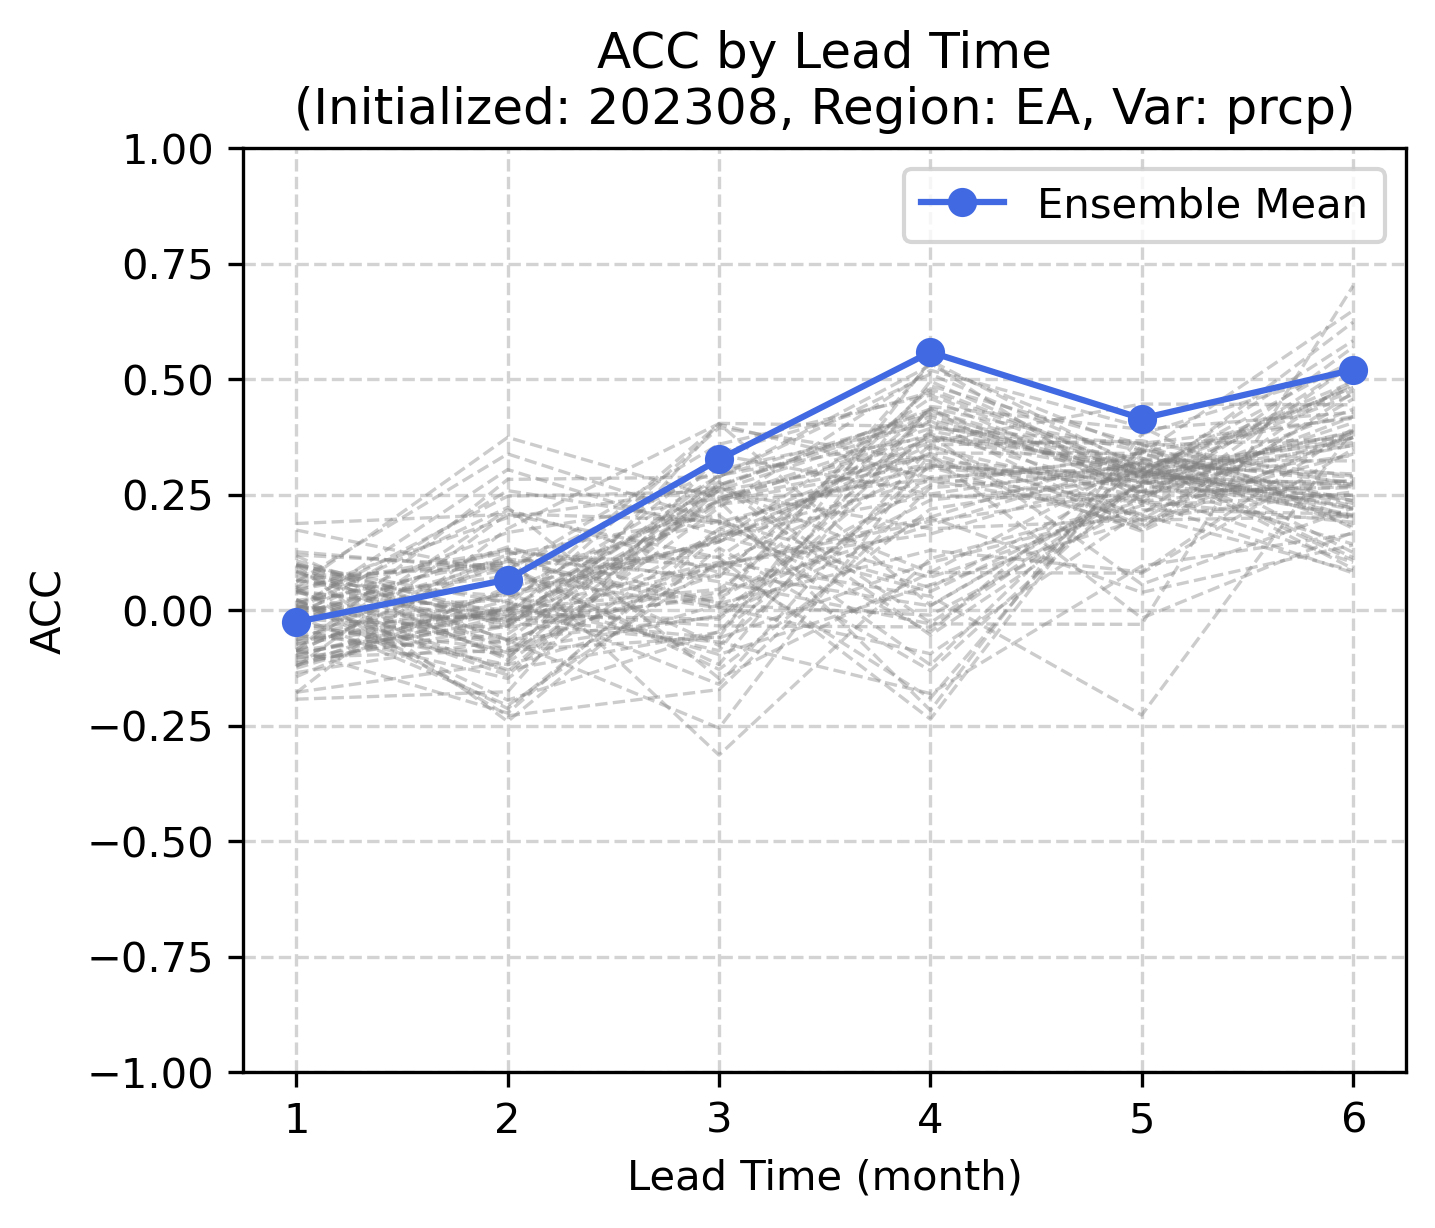 ACC by Lead Time
(Initialized: 202308, Region: EA, Var: prcp)
1.00
0.75
0.50
0.25
0.00
−0.25
−0.50
−0.75
−1.00
ACC
Ensemble Mean
1 2 3 4 5 6
Lead Time (month)